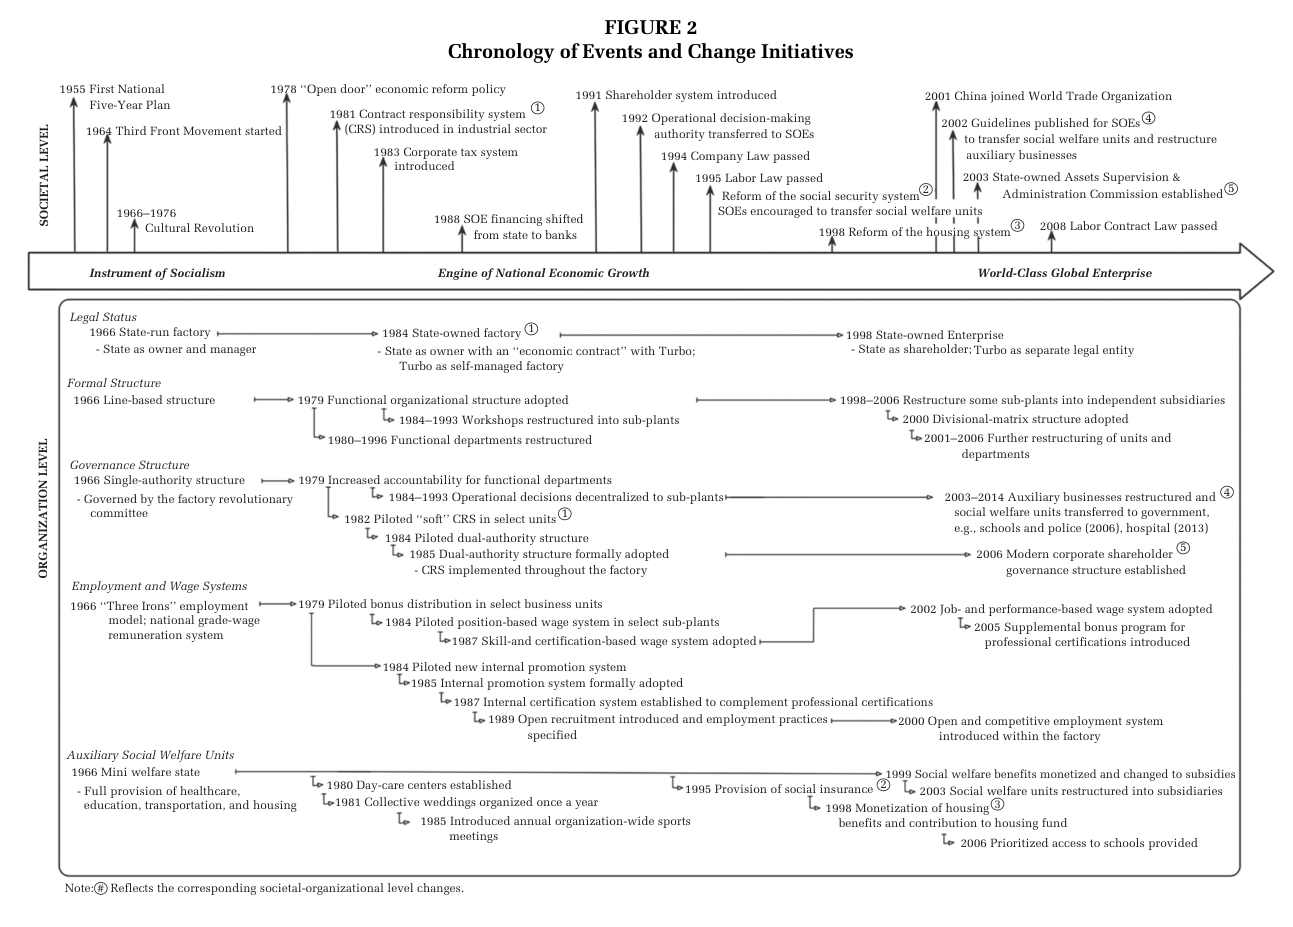 FIGURE 2
Chronology of Events and Change Initiatives
SOCIETAL LEVEL
1955 First National
Five-Year Plan
1964 Third Front Movement started
1966–1976
Cultural Revolution
1978 “Open door” economic reform policy
1981 Contract responsibility system ①
(CRS) introduced in industrial sector
1983 Corporate tax system
introduced
1988 SOE financing shifted
from state to banks
1991 Shareholder system introduced
1992 Operational decision-making
authority transferred to SOEs
1994 Company Law passed
1995 Labor Law passed
Reform of the social security system②
SOEs encouraged to transfer social welfare units
1998 Reform of the housing system③
2001 China joined World Trade Organization
2002 Guidelines published for SOEs④
to transfer social welfare units and restructure
auxiliary businesses
2003 State-owned Assets Supervision &
Administration Commission established⑤
2008 Labor Contract Law passed
Instrument of Socialism
Engine of National Economic Growth
World-Class Global Enterprise
ORGANIZATION LEVEL
Legal Status
1966 State-run factory
- State as owner and manager
1984 State-owned factory ①
- State as owner with an “economic contract” with Turbo;
Turbo as self-managed factory
1998 State-owned Enterprise
- State as shareholder; Turbo as separate legal entity
Formal Structure
1966 Line-based structure
1979 Functional organizational structure adopted
1984–1993 Workshops restructured into sub-plants
1980–1996 Functional departments restructured
1998–2006 Restructure some sub-plants into independent subsidiaries
2000 Divisional-matrix structure adopted
2001–2006 Further restructuring of units and
departments
Governance Structure
1966 Single-authority structure
- Governed by the factory revolutionary
committee
1979 Increased accountability for functional departments
1984–1993 Operational decisions decentralized to sub-plants
1982 Piloted “soft” CRS in select units①
1984 Piloted dual-authority structure
1985 Dual-authority structure formally adopted
- CRS implemented throughout the factory
2003–2014 Auxiliary businesses restructured and ④
social welfare units transferred to government,
e.g., schools and police (2006), hospital (2013)
2006 Modern corporate shareholder ⑤
governance structure established
Employment and Wage Systems
1966 “Three Irons” employment
model; national grade-wage
remuneration system
1979 Piloted bonus distribution in select business units
1984 Piloted position-based wage system in select sub-plants
1987 Skill-and certification-based wage system adopted
2002 Job- and performance-based wage system adopted
2005 Supplemental bonus program for
professional certifications introduced
1984 Piloted new internal promotion system
1985 Internal promotion system formally adopted
1987 Internal certification system established to complement professional certifications
1989 Open recruitment introduced and employment practices
specified
2000 Open and competitive employment system
introduced within the factory
Auxiliary Social Welfare Units
1966 Mini welfare state
- Full provision of healthcare,
education, transportation, and housing
1980 Day-care centers established
1981 Collective weddings organized once a year
1985 Introduced annual organization-wide sports
meetings
1995 Provision of social insurance ②
1998 Monetization of housing③
benefits and contribution to housing fund
1999 Social welfare benefits monetized and changed to subsidies
2003 Social welfare units restructured into subsidiaries
2006 Prioritized access to schools provided
Note:(#) Reflects the corresponding societal-organizational level changes.